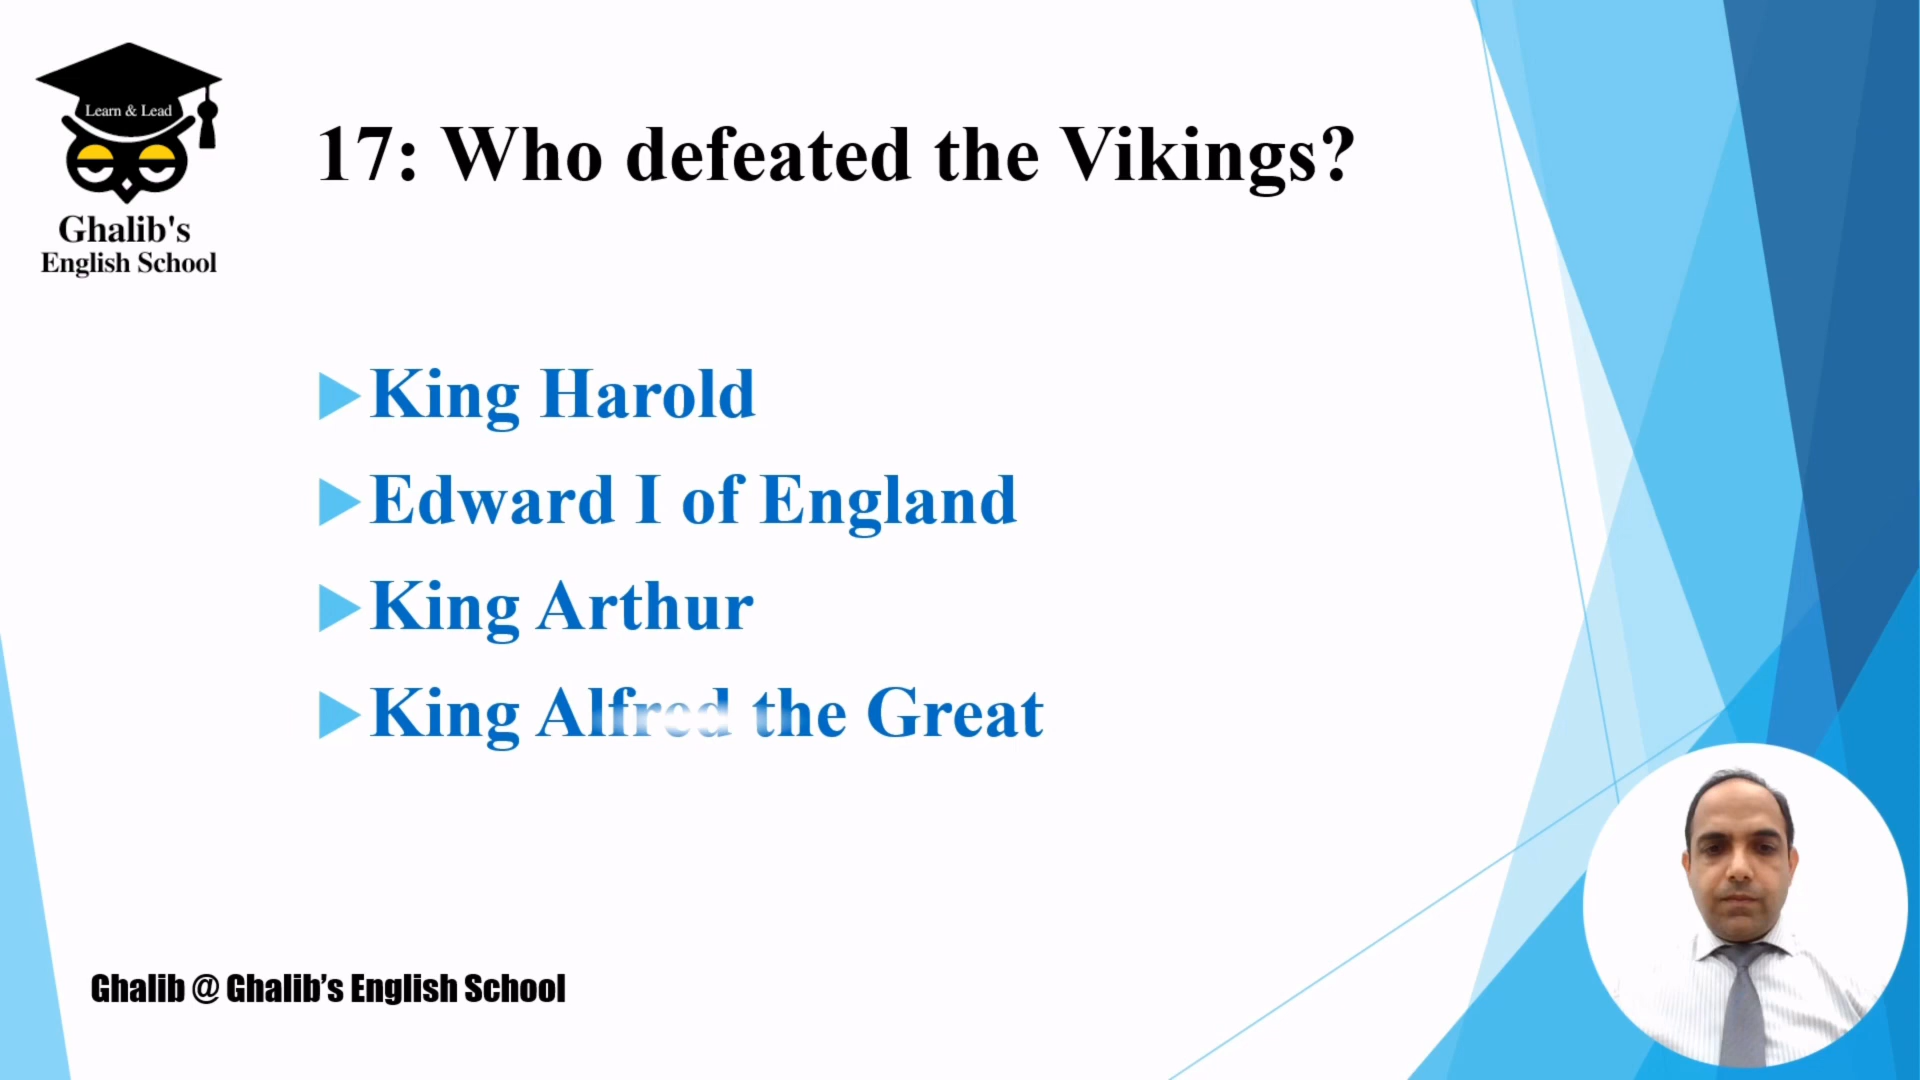 Learn & Lead
Ghalib's
English School
17: Who defeated the Vikings?
King Harold
Edward I of England
King Arthur
King Alfred the Great
Ghalib @ Ghalib’s English School